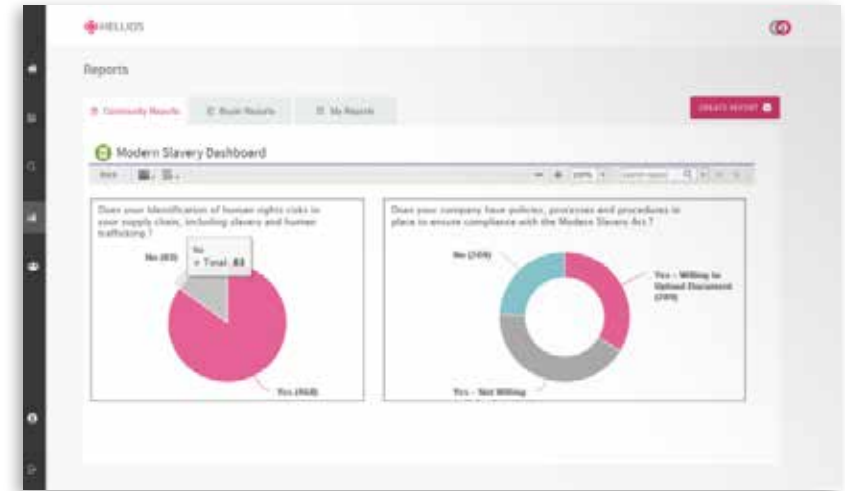 HELLIOS
Reports
Community Reports
Buyer Reports
My Reports
CREATE REPORT
Modern Slavery Dashboard
Back
100%
Does your Identification of human rights risks in
your supply chain, including slavery and human
trafficking ?
No (83)
No
Total: 83
Yes (468)
Does your company have policies, processes and procedures in
place to ensure compliance with the Modern Slavery Act ?
No
Yes - Willing to
Upload Document
Yes - Not Willing